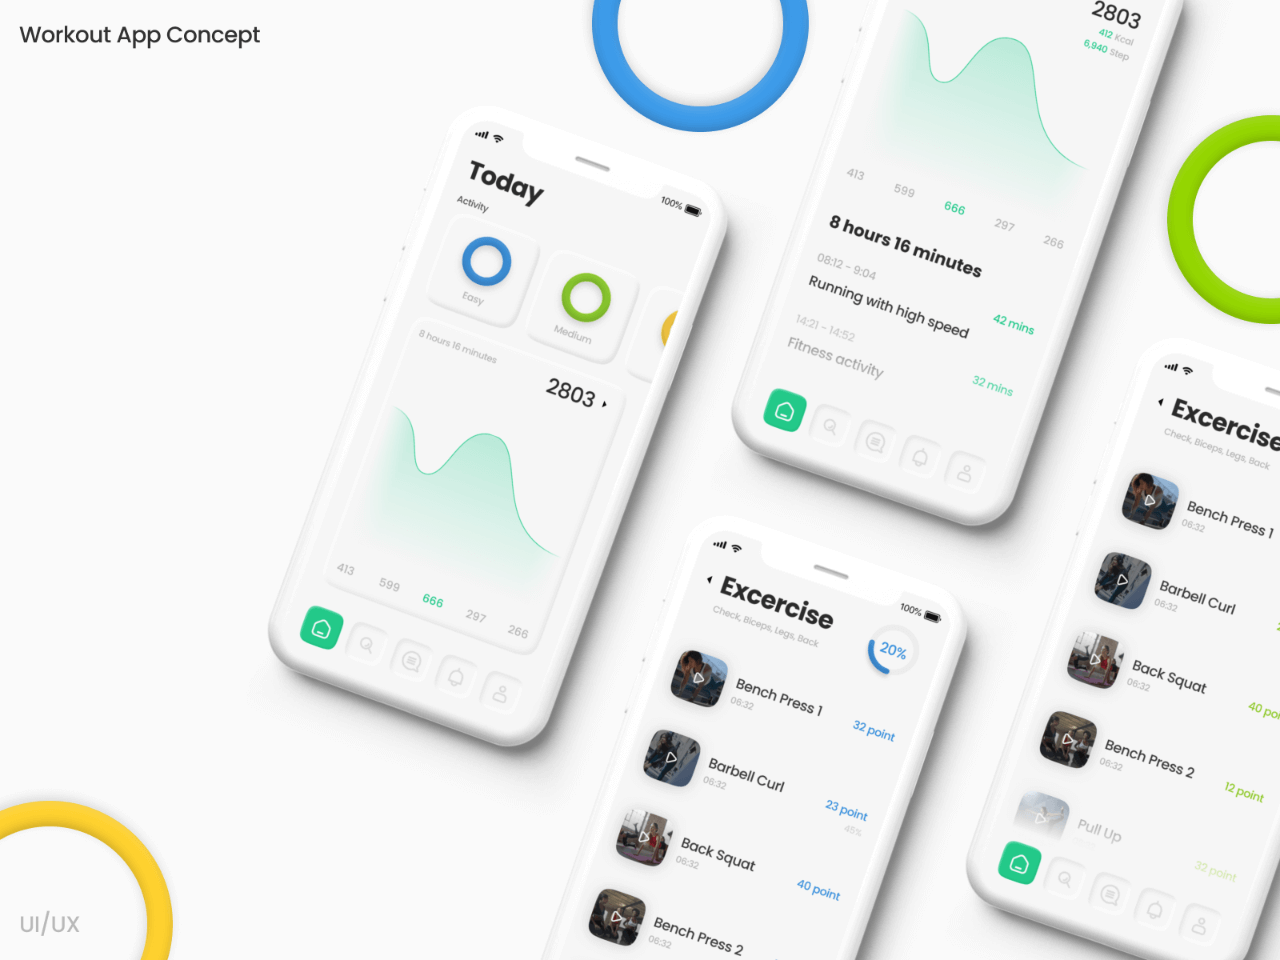 Workout App Concept
100%
Today
Activity
Easy
Medium
8 hours 16 minutes
2803
413 599 666 297 266
2803
412 Kcal
6,940 Step
413 599 666 297 266
8 hours 16 minutes
08:12 - 9:04
Running with high speed
42 mins
14:21 - 14:52
Fitness activity
32 mins
100%
Excercise
Check, Biceps, Legs, Back
20%
Bench Press 1
06:32
32 point
Barbell Curl
06:32
23 point
45%
Back Squat
06:32
40 point
Bench Press 2
06:32
Excercise
Check, Biceps, Legs, Back
Bench Press 1
06:32
Barbell Curl
06:32
2
Back Squat
06:32
40 poi
Bench Press 2
06:32
12 point
Pull Up
32 point
UI/UX